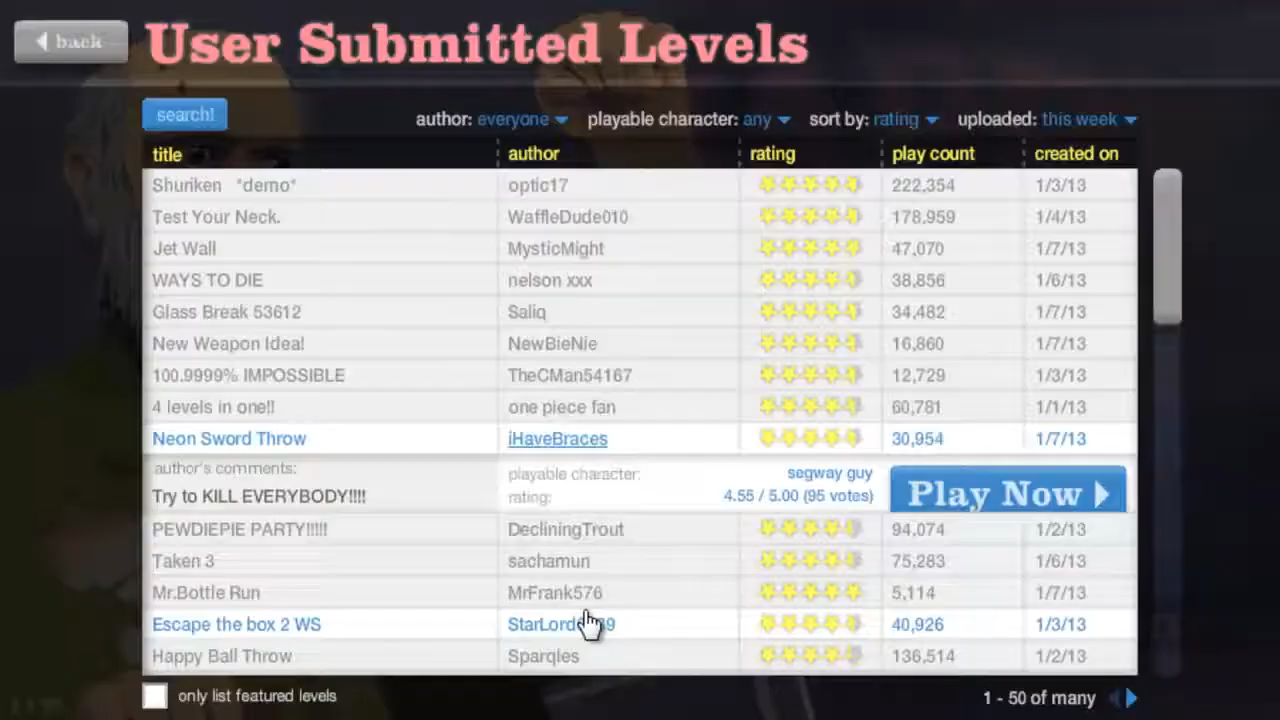 back
User Submitted Levels
search!
author: everyone playable character: any sort by: rating uploaded: this week
title author rating play count created on
Shuriken *demo* optic17 222,354 1/3/13
Test Your Neck. WaffleDude010 178,959 1/4/13
Jet Wall MysticMight 47,070 1/7/13
WAYS TO DIE nelson xxx 38,856 1/6/13
Glass Break 53612 Saliq 34,482 1/7/13
New Weapon Idea! NewBieNie 16,860 1/7/13
100.9999% IMPOSSIBLE TheCMan54167 12,729 1/3/13
4 levels in one!! one piece fan 60,781 1/1/13
Neon Sword Throw iHaveBraces 30,954 1/7/13
author's comments: playable character: segway guy
Try to KILL EVERYBODY!!!! rating: 4.55 / 5.00 (95 votes)
Play Now
PEWDIEPIE PARTY!!!!! DecliningTrout 94,074 1/2/13
Taken 3 sachamun 75,283 1/6/13
Mr.Bottle Run MrFrank576 5,114 1/7/13
Escape the box 2 WS 40,926 1/3/13
Happy Ball Throw Sparqles 136,514 1/2/13
only list featured levels 1 - 50 of many